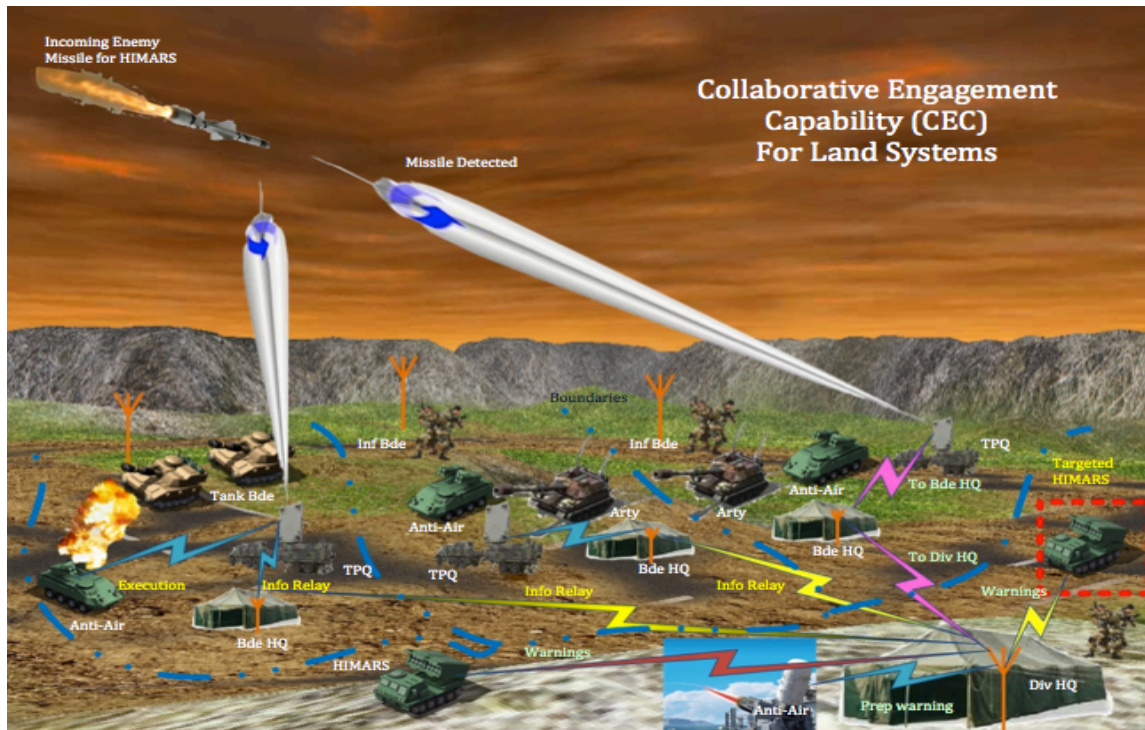 Incoming Enemy
Missile for HIMARS
Collaborative Engagement
Capability (CEC)
For Land Systems
Missile Detected
Boundaries
Inf Bde
Inf Bde
TPQ
Targeted
HIMARS
Tank Bde
Anti-Air
To Bde HQ
Anti-Air
Arty
Arty
Bde HQ
To Div HQ
Execution
Info Relay
TPQ
TPQ
Bde HQ
Info Relay
Info Relay
Warnings
Anti-Air
Bde HQ
HIMARS
Warnings
Div HQ
Anti-Air
Prep warning